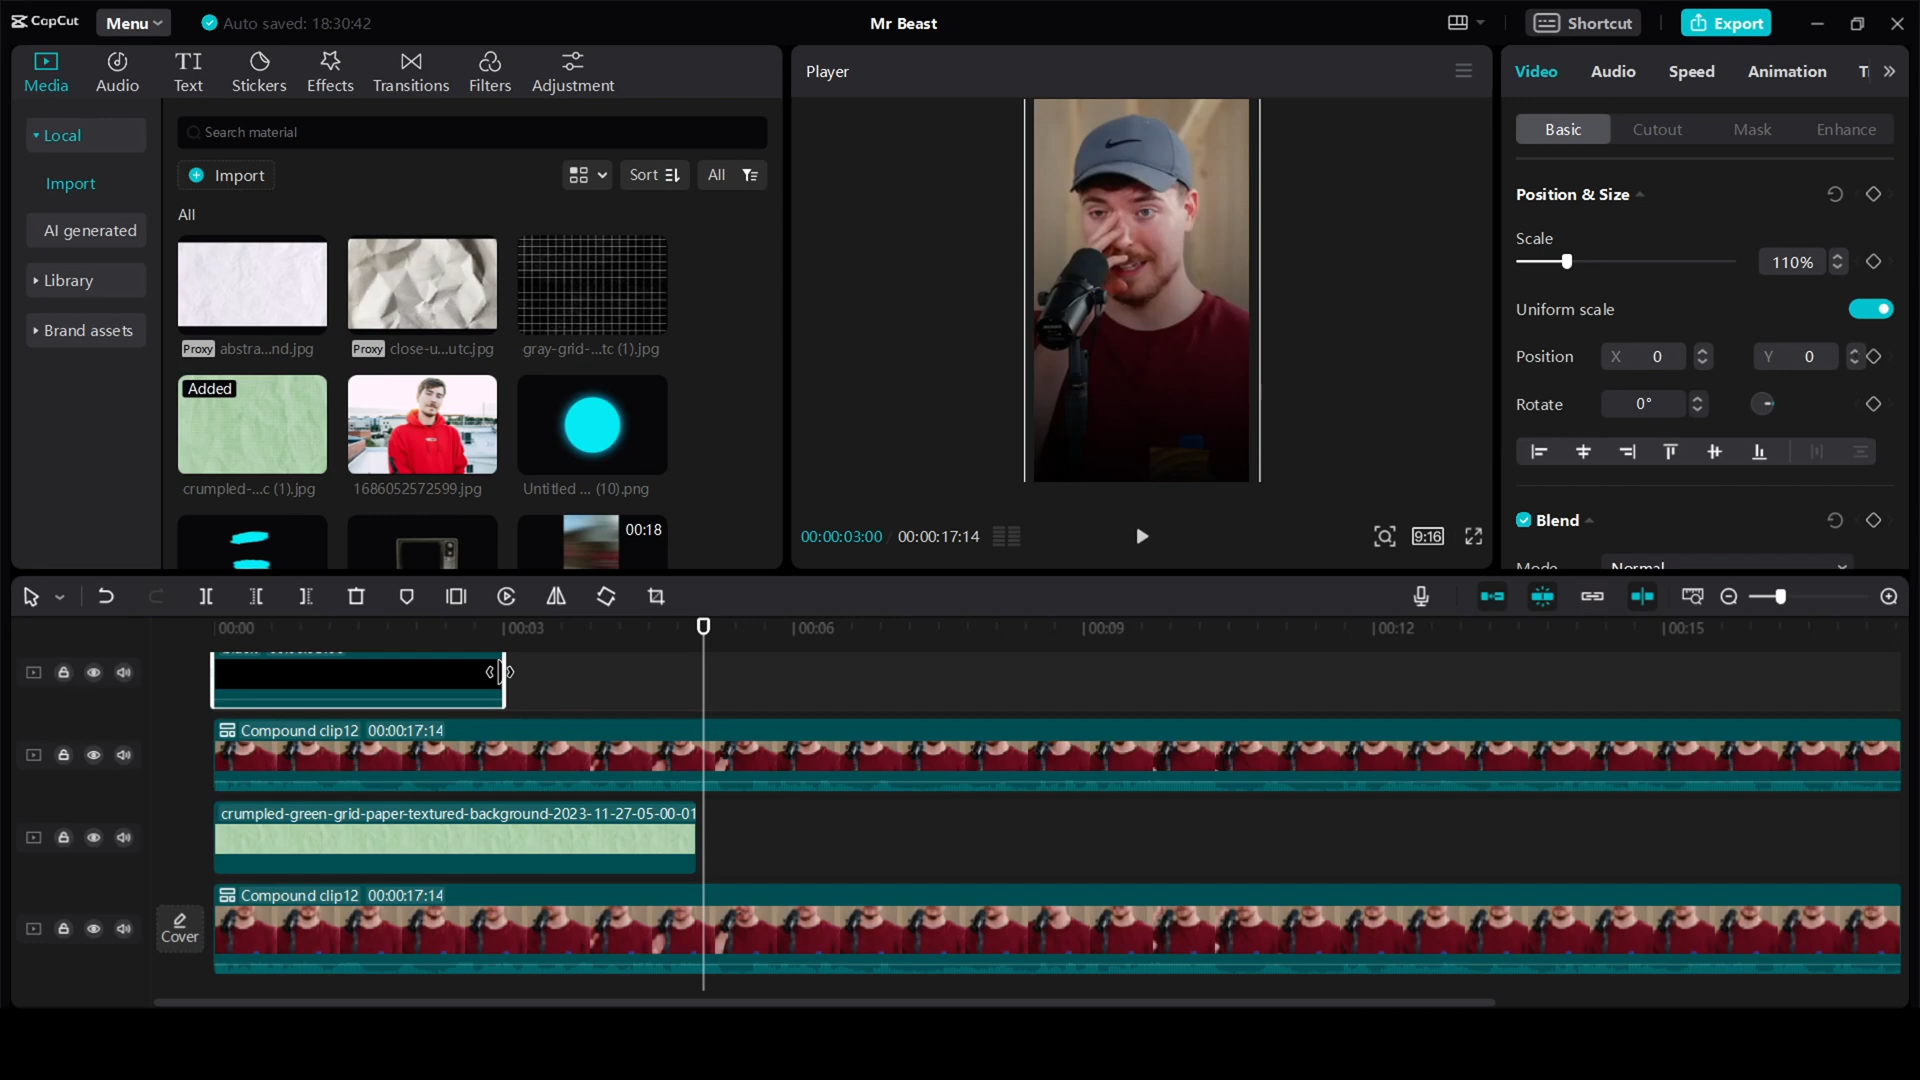 CapCut
Menu
Auto saved: 18:30:42
Mr Beast
Shortcut
Export
Media
Audio
Text
Stickers
Effects
Transitions
Filters
Adjustment
Player
Video
Audio
Speed
Animation
Local
Import
AI generated
Library
Brand assets
Search material
Import
Sort
All
All
Proxy abstra...nd.jpg
Proxy close-u...utc.jpg
gray-grid-...tc (1).jpg
Added
crumpled-...c (1).jpg
1686052572599.jpg
Untitled ... (10).png
00:18
00:00:03:00 / 00:00:17:14
9:16
Basic
Cutout
Mask
Enhance
Position & Size
Scale
110%
Uniform scale
Position
X 0
Y 0
Rotate
0°
Blend
Mode
Normal
00:00
00:03
00:06
00:09
00:12
00:15
Compound clip12 00:00:17:14
crumpled-green-grid-paper-textured-background-2023-11-27-05-00-01
Compound clip12 00:00:17:14
Cover